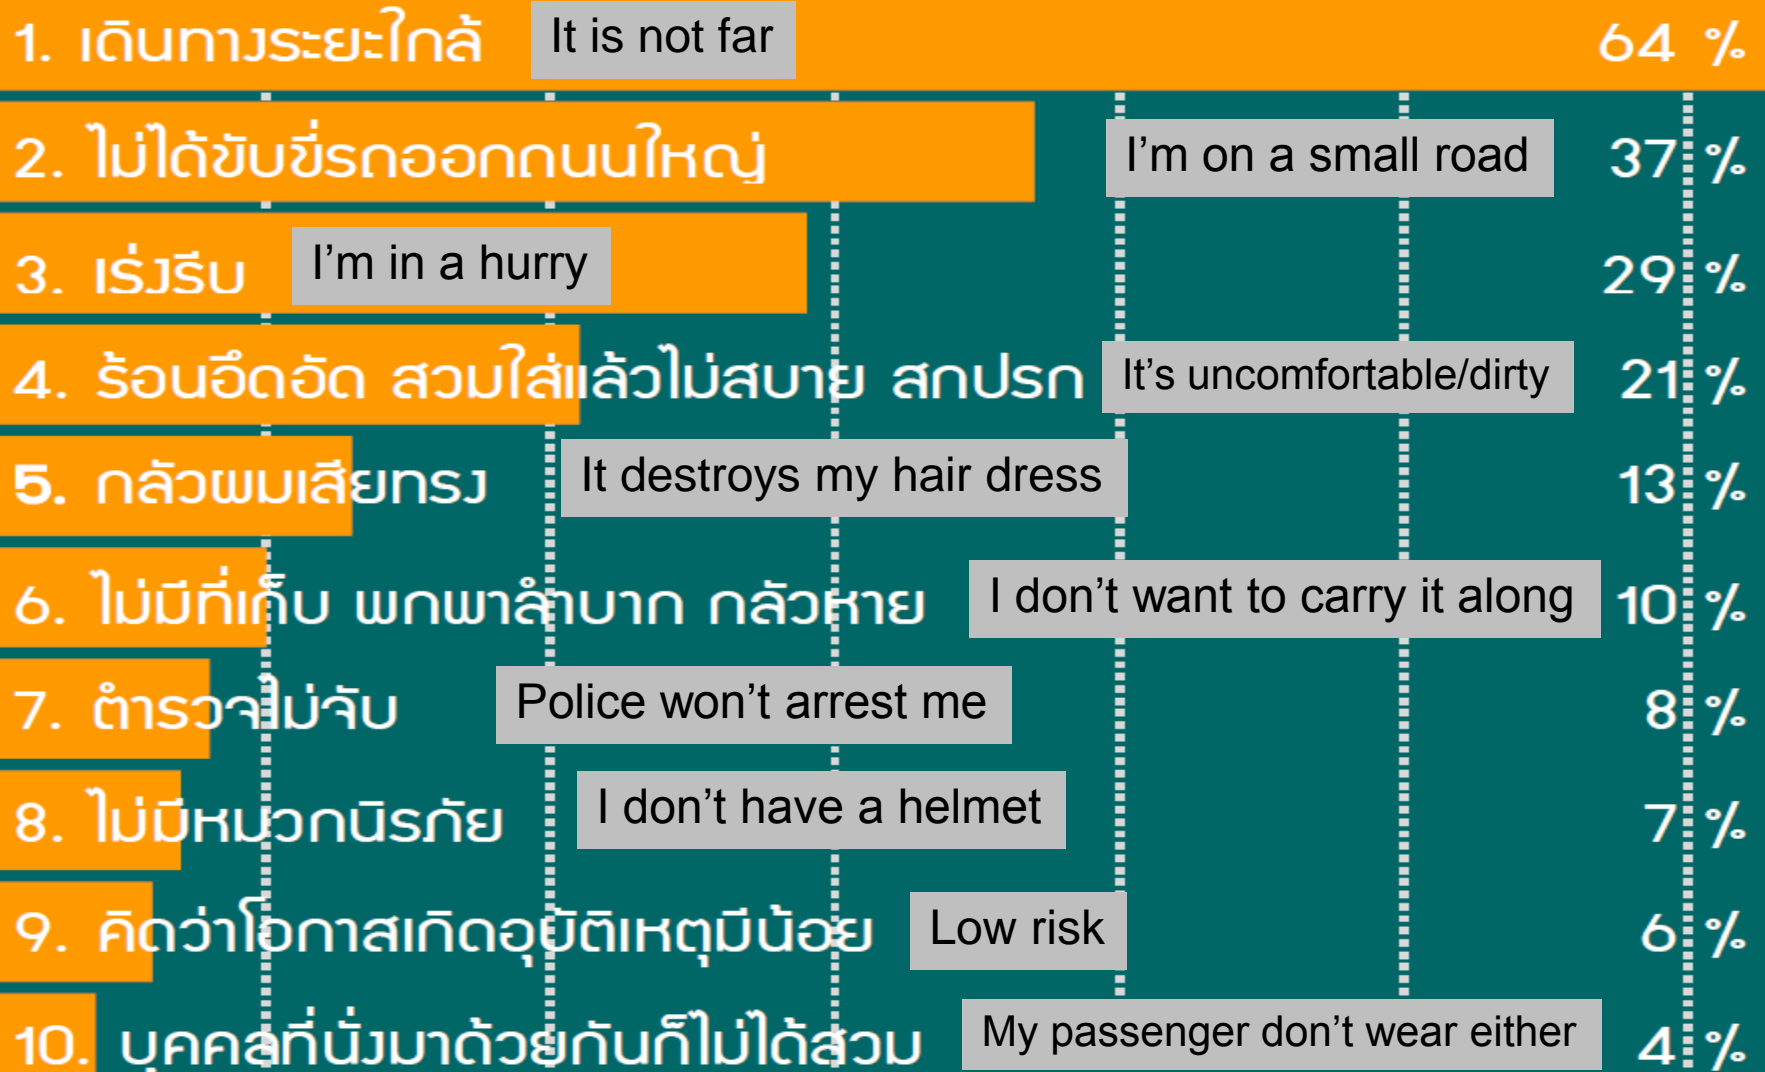 1. เดินทางระยะใกล้ It is not far 64 %
2. ไม่ได้ขับขี่รถออกถนนใหญ่ I’m on a small road 37 %
3. เร่งรีบ I’m in a hurry 29 %
4. ร้อนอึดอัด สวมใส่แล้วไม่สบาย สกปรก It’s uncomfortable/dirty 21 %
5. กลัวผมเสียทรง It destroys my hair dress 13 %
6. ไม่มีที่เก็บ พกพาลำบาก กลัวหาย I don’t want to carry it along 10 %
7. ตำรวจไม่จับ Police won’t arrest me 8 %
8. ไม่มีหมวกนิรภัย I don’t have a helmet 7 %
9. คิดว่าโอกาสเกิดอุบัติเหตุมีน้อย Low risk 6 %
10. บุคคลที่นั่งมาด้วยกันก็ไม่ได้สวม My passenger don’t wear either 4 %